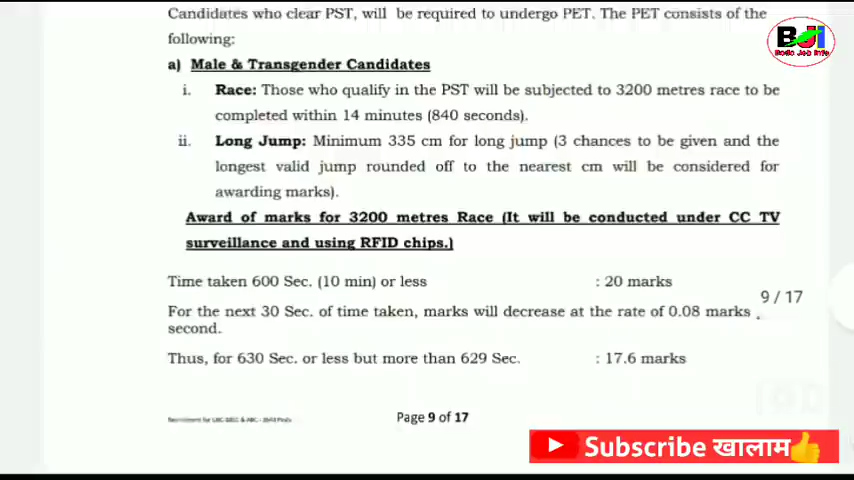 Candidates who clear PST, will be required to undergo PET. The PET consists of the
following:
BJI
Bodo Job Info
a) Male & Transgender Candidates
i. Race: Those who qualify in the PST will be subjected to 3200 metres race to be
completed within 14 minutes (840 seconds).
ii. Long Jump: Minimum 335 cm for long jump (3 chances to be given and the
longest valid jump rounded off to the nearest cm will be considered for
awarding marks).
Award of marks for 3200 metres Race (It will be conducted under CC TV
surveillance and using RFID chips.)
Time taken 600 Sec. (10 min) or less : 20 marks
9 / 17
For the next 30 Sec. of time taken, marks will decrease at the rate of 0.08 marks
second.
Thus, for 630 Sec. or less but more than 629 Sec. : 17.6 marks
Page 9 of 17
Subscribe खालाम